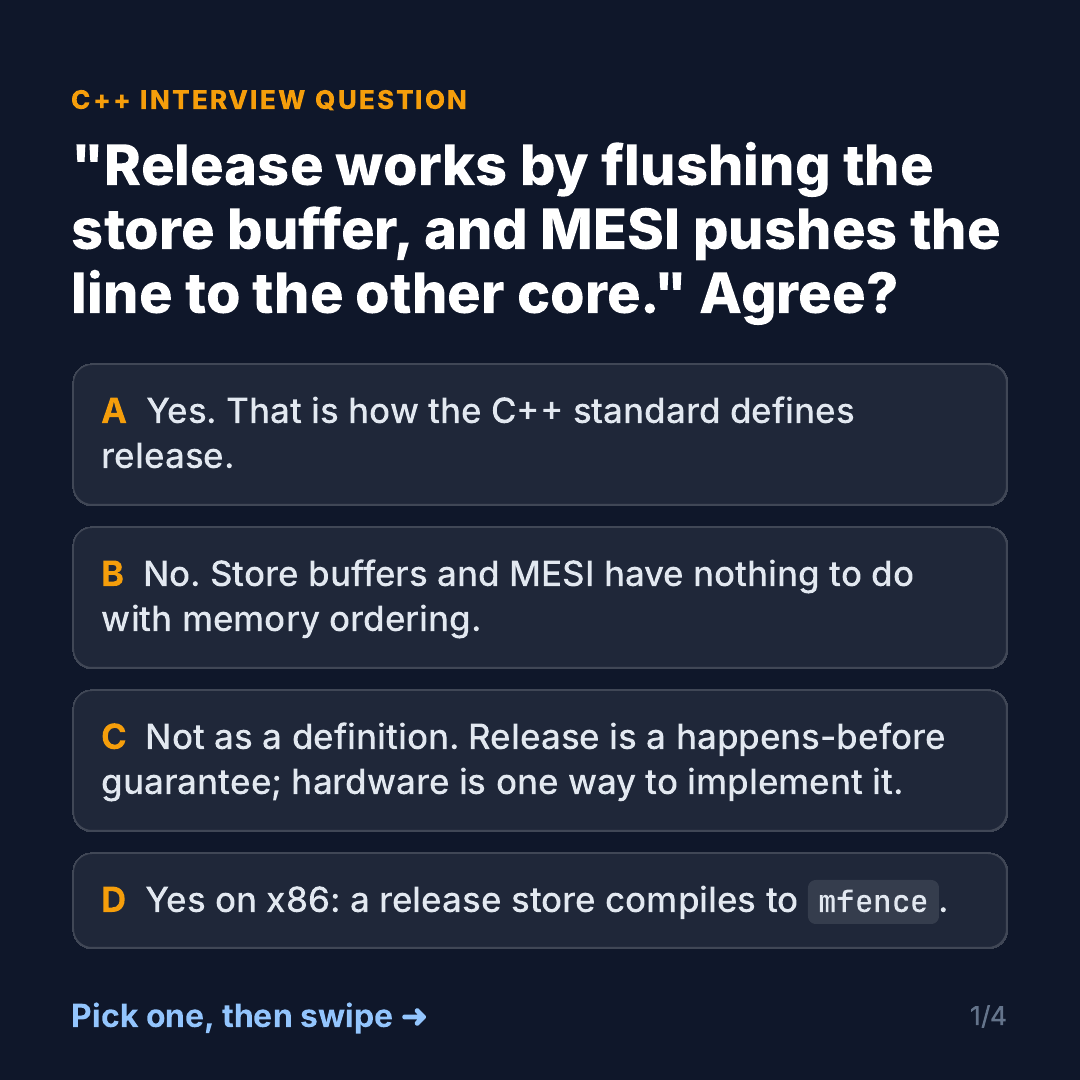 C++ INTERVIEW QUESTION
"Release works by flushing the
store buffer, and MESI pushes the
line to the other core." Agree?
A Yes. That is how the C++ standard defines
release.
B No. Store buffers and MESI have nothing to do
with memory ordering.
C Not as a definition. Release is a happens-before
guarantee; hardware is one way to implement it.
D Yes on x86: a release store compiles to mfence.
Pick one, then swipe ➜
1/4